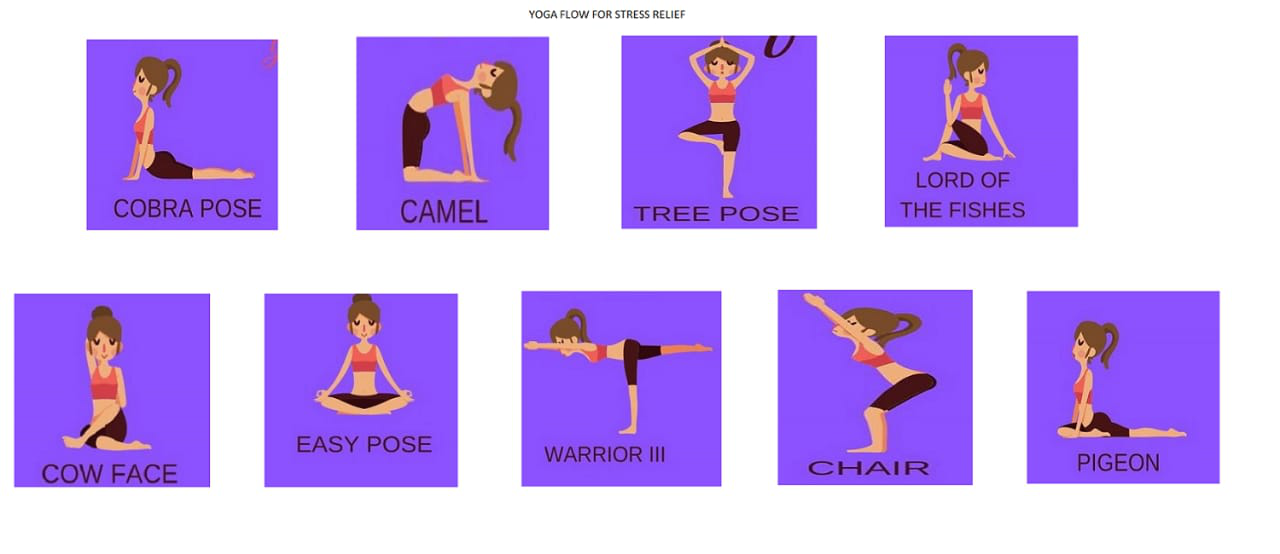 YOGA FLOW FOR STRESS RELIEF
COBRA POSE
CAMEL
TREE POSE
LORD OF
THE FISHES
COW FACE
EASY POSE
WARRIOR III
CHAIR
PIGEON